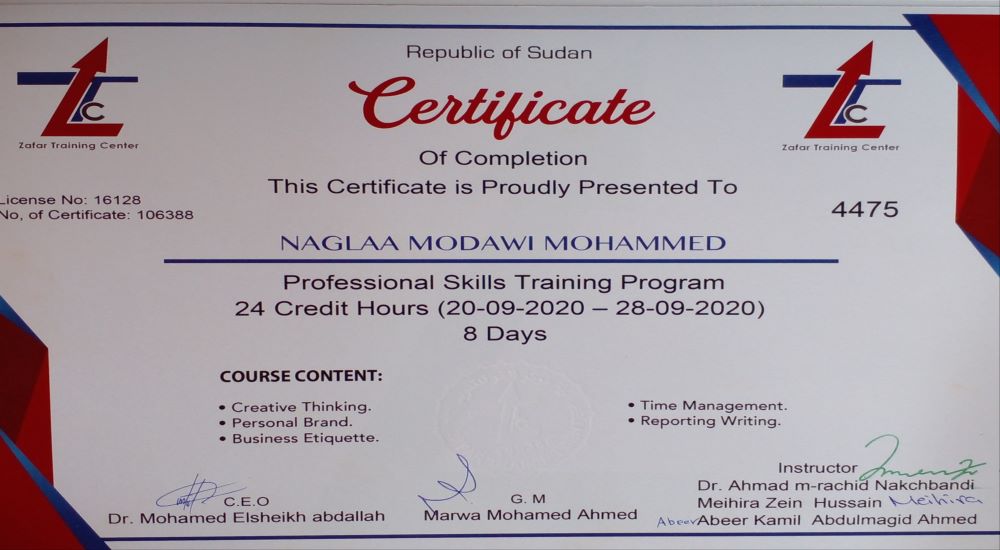 Republic of Sudan
Certificate
Of Completion
This Certificate is Proudly Presented To
Zafar Training Center
Zafar Training Center
License No: 16128
No, of Certificate: 106388
4475
NAGLAA MODAWI MOHAMMED
Professional Skills Training Program
24 Credit Hours (20-09-2020 – 28-09-2020)
8 Days
COURSE CONTENT:
• Creative Thinking.
• Personal Brand.
• Business Etiquette.
• Time Management.
• Reporting Writing.
C.E.O
Dr. Mohamed Elsheikh abdallah
G. M
Marwa Mohamed Ahmed
Instructor
Dr. Ahmad m-rachid Nakchbandi
Meihira Zein Hussain Meihira
Abeer Abeer Kamil Abdulmagid Ahmed